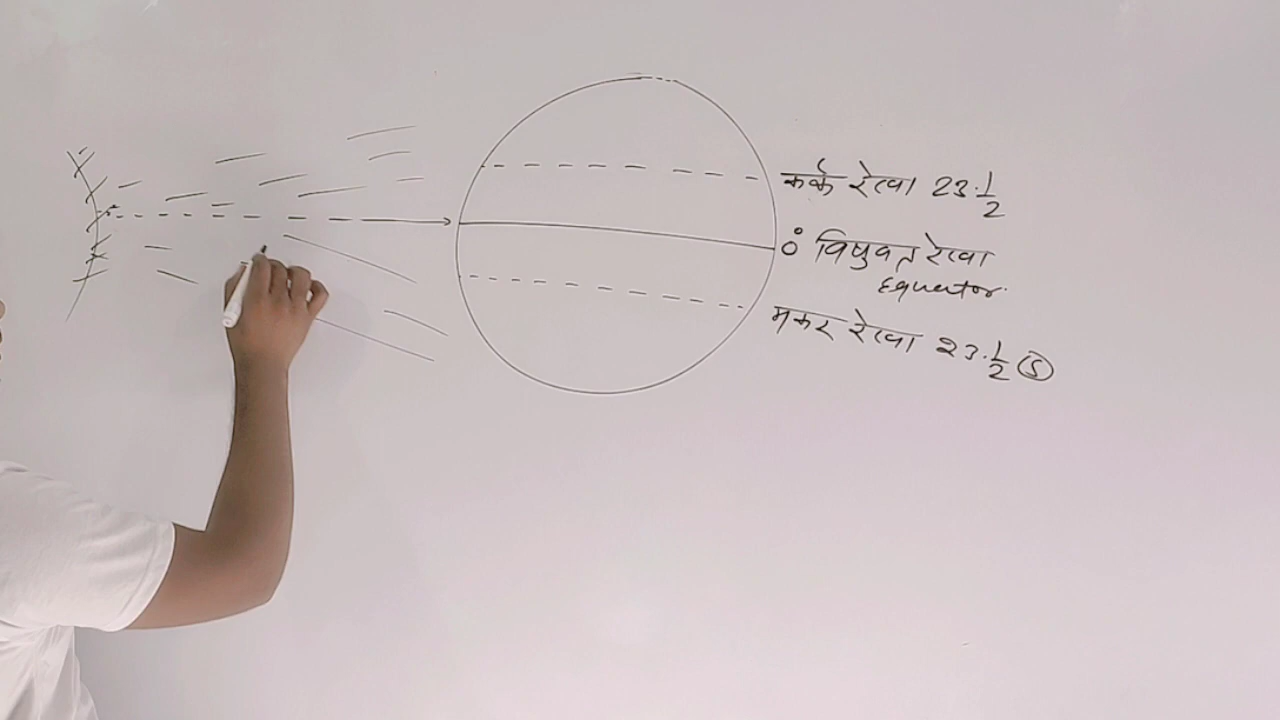 कर्क रेखा 23.1/2
0° विषुवत रेखा
Equator.
मकर रेखा 23.1/2 Ⓢ